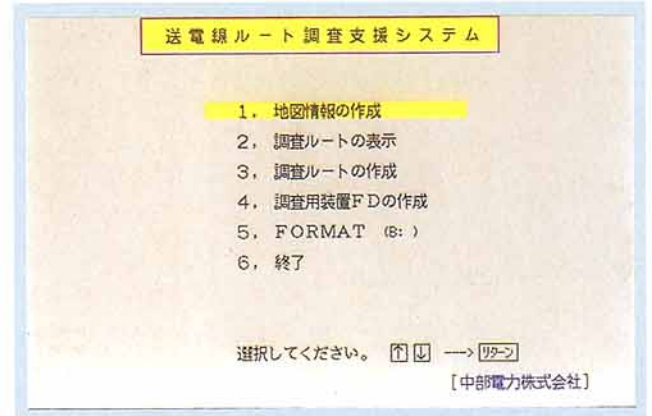 送電線ルート調査支援システム
1, 地図情報の作成
2, 調査ルートの表示
3, 調査ルートの作成
4, 調査用装置FDの作成
5, FORMAT (B: )
6, 終了
選択してください。 ↑ ↓ ---> リターン
[中部電力株式会社]